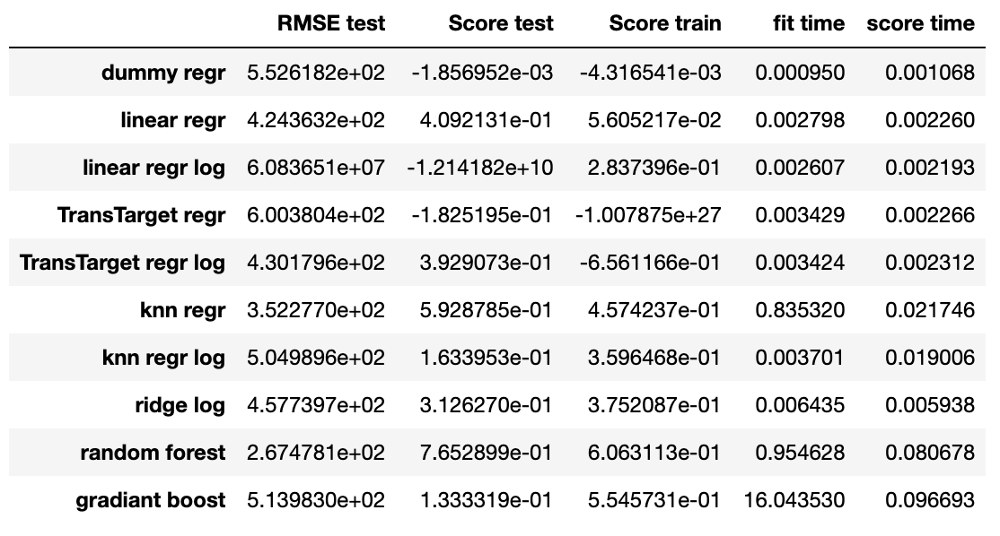 RMSE test Score test Score train fit time score time
dummy regr 5.526182e+02 -1.856952e-03 -4.316541e-03 0.000950 0.001068
linear regr 4.243632e+02 4.092131e-01 5.605217e-02 0.002798 0.002260
linear regr log 6.083651e+07 -1.214182e+10 2.837396e-01 0.002607 0.002193
TransTarget regr 6.003804e+02 -1.825195e-01 -1.007875e+27 0.003429 0.002266
TransTarget regr log 4.301796e+02 3.929073e-01 -6.561166e-01 0.003424 0.002312
knn regr 3.522770e+02 5.928785e-01 4.574237e-01 0.835320 0.021746
knn regr log 5.049896e+02 1.633953e-01 3.596468e-01 0.003701 0.019006
ridge log 4.577397e+02 3.126270e-01 3.752087e-01 0.006435 0.005938
random forest 2.674781e+02 7.652899e-01 6.063113e-01 0.954628 0.080678
gradiant boost 5.139830e+02 1.333319e-01 5.545731e-01 16.043530 0.096693